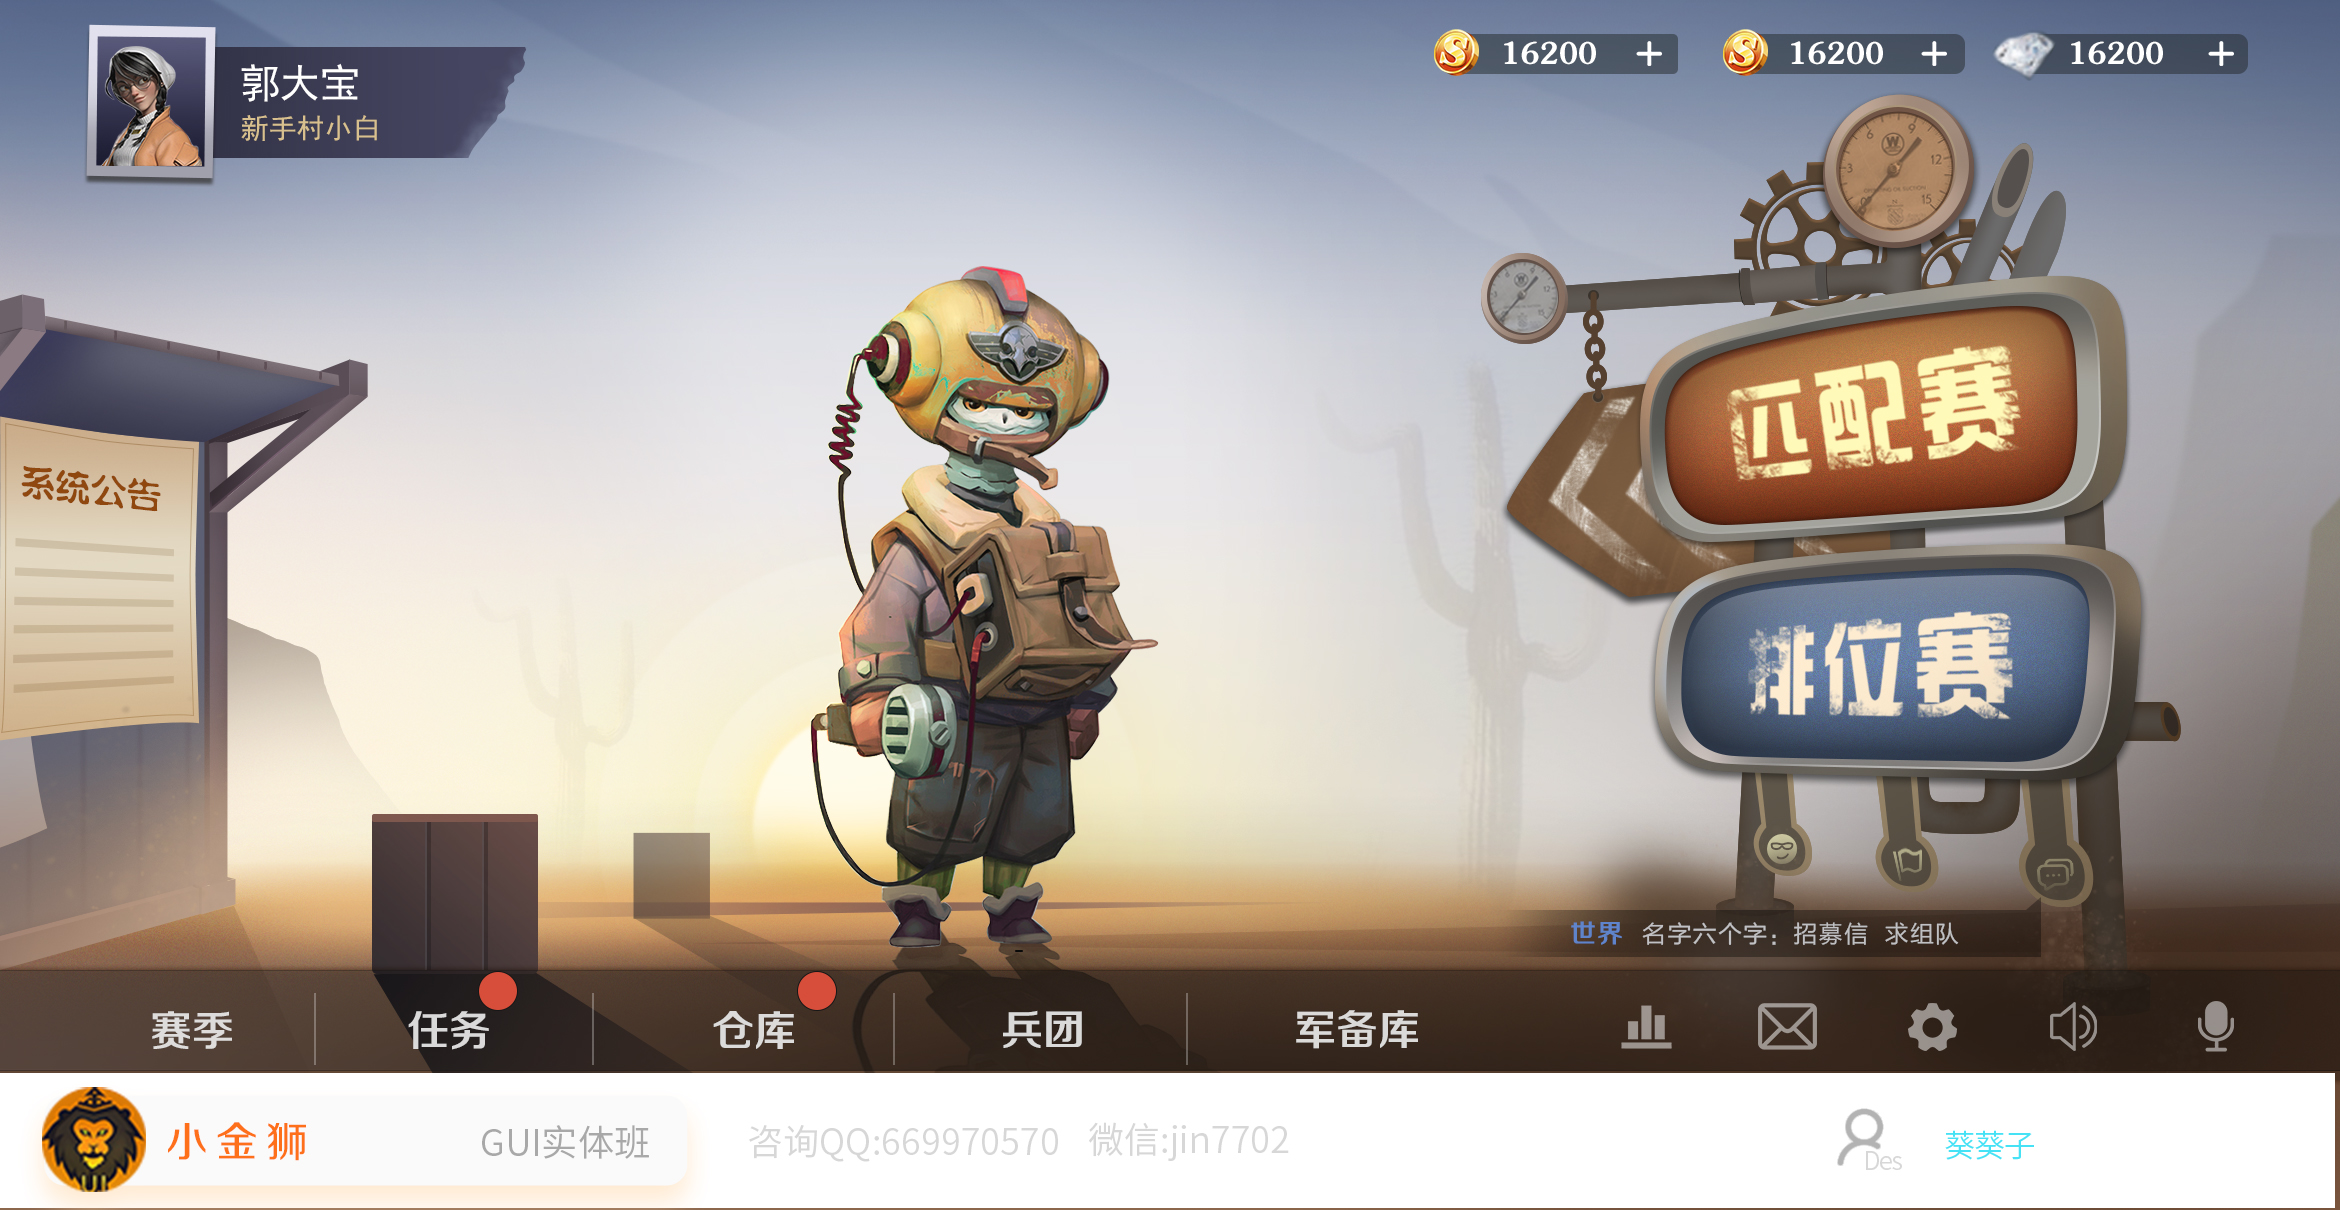 郭大宝
新手村小白
16200
16200
16200
系统公告
匹配赛
排位赛
世界 名字六个字：招募信 求组队
赛季
任务
仓库
兵团
军备库
小金狮
GUI实体班
咨询QQ:669970570 微信:jin7702
Des
葵葵子